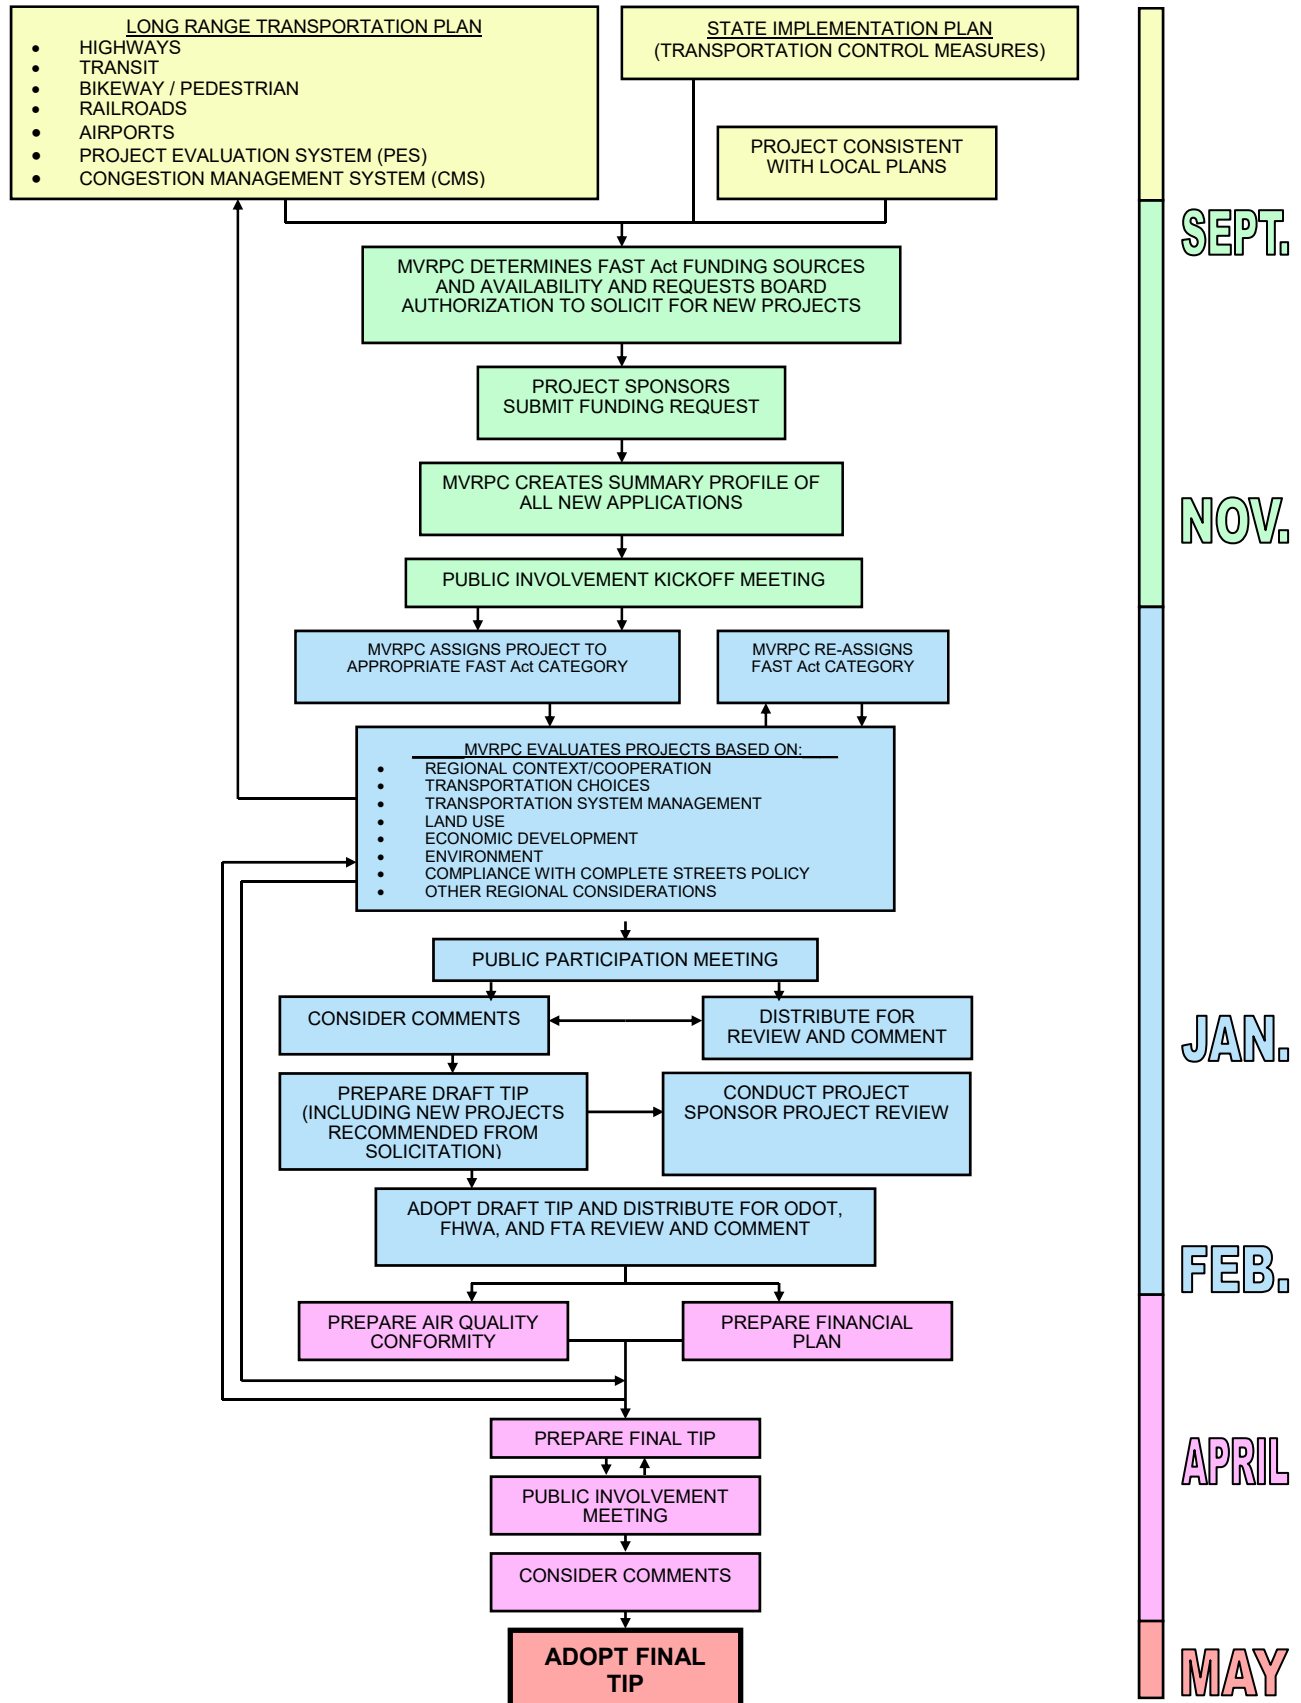 LONG RANGE TRANSPORTATION PLAN
• HIGHWAYS
• TRANSIT
• BIKEWAY / PEDESTRIAN
• RAILROADS
• AIRPORTS
• PROJECT EVALUATION SYSTEM (PES)
• CONGESTION MANAGEMENT SYSTEM (CMS)
STATE IMPLEMENTATION PLAN
(TRANSPORTATION CONTROL MEASURES)
PROJECT CONSISTENT
WITH LOCAL PLANS
SEPT.
MVRPC DETERMINES FAST Act FUNDING SOURCES
AND AVAILABILITY AND REQUESTS BOARD
AUTHORIZATION TO SOLICIT FOR NEW PROJECTS
PROJECT SPONSORS
SUBMIT FUNDING REQUEST
MVRPC CREATES SUMMARY PROFILE OF
ALL NEW APPLICATIONS
NOV.
PUBLIC INVOLVEMENT KICKOFF MEETING
MVRPC ASSIGNS PROJECT TO
APPROPRIATE FAST Act CATEGORY
MVRPC RE-ASSIGNS
FAST Act CATEGORY
MVRPC EVALUATES PROJECTS BASED ON:
• REGIONAL CONTEXT/COOPERATION
• TRANSPORTATION CHOICES
• TRANSPORTATION SYSTEM MANAGEMENT
• LAND USE
• ECONOMIC DEVELOPMENT
• ENVIRONMENT
• COMPLIANCE WITH COMPLETE STREETS POLICY
• OTHER REGIONAL CONSIDERATIONS
PUBLIC PARTICIPATION MEETING
CONSIDER COMMENTS
DISTRIBUTE FOR
REVIEW AND COMMENT
JAN.
PREPARE DRAFT TIP
(INCLUDING NEW PROJECTS
RECOMMENDED FROM
SOLICITATION)
CONDUCT PROJECT
SPONSOR PROJECT REVIEW
ADOPT DRAFT TIP AND DISTRIBUTE FOR ODOT,
FHWA, AND FTA REVIEW AND COMMENT
FEB.
PREPARE AIR QUALITY
CONFORMITY
PREPARE FINANCIAL
PLAN
PREPARE FINAL TIP
APRIL
PUBLIC INVOLVEMENT
MEETING
CONSIDER COMMENTS
ADOPT FINAL
TIP
MAY